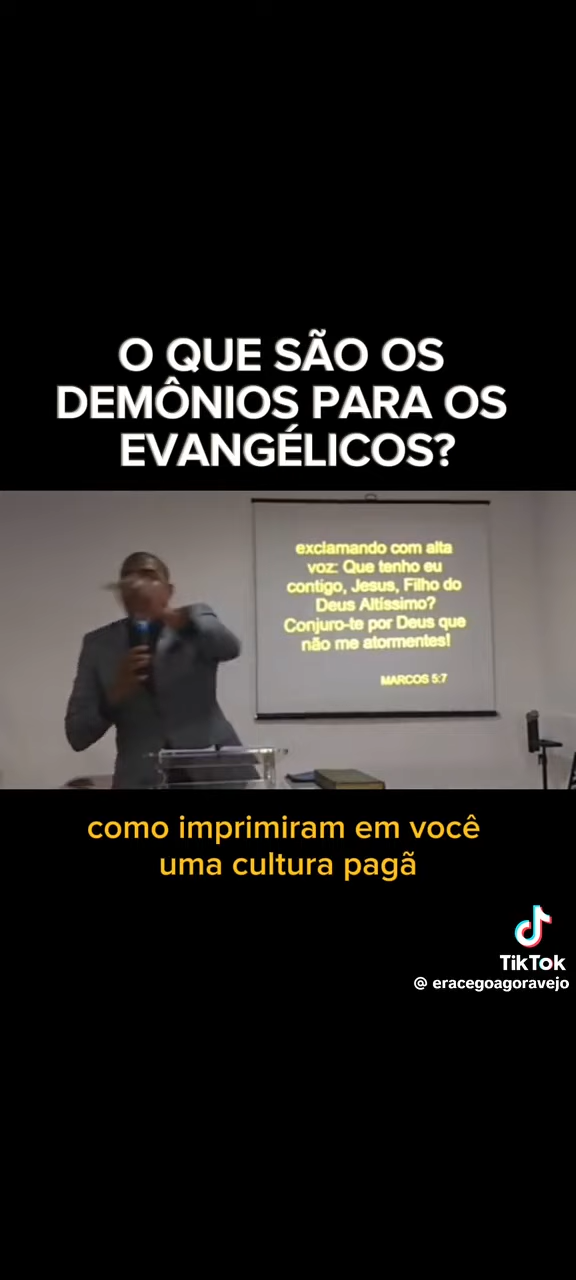 O QUE SÃO OS
DEMÔNIOS PARA OS
EVANGÉLICOS?
exclamando com alta
voz: Que tenho eu
contigo, Jesus, Filho do
Deus Altíssimo?
Conjuro-te por Deus que
não me atormentes!
MARCOS 5:7
como imprimiram em você
uma cultura pagã
TikTok
@ eracegoagoravejo